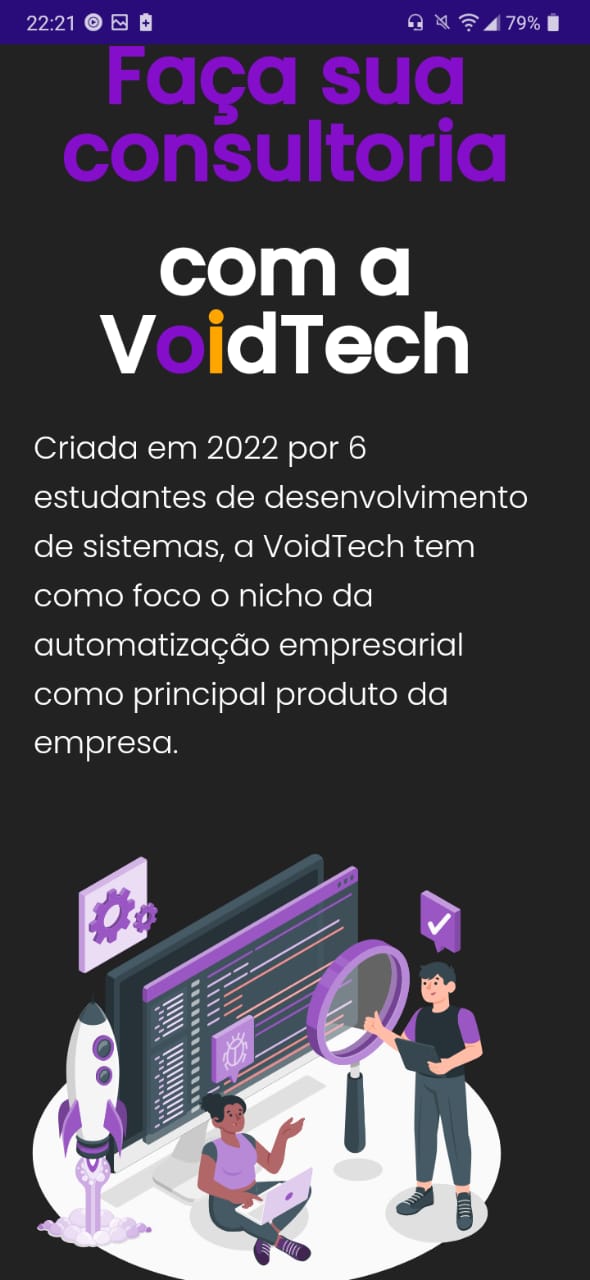 22:21
79%
Faça sua
consultoria
com a
VoidTech
Criada em 2022 por 6
estudantes de desenvolvimento
de sistemas, a VoidTech tem
como foco o nicho da
automatização empresarial
como principal produto da
empresa.